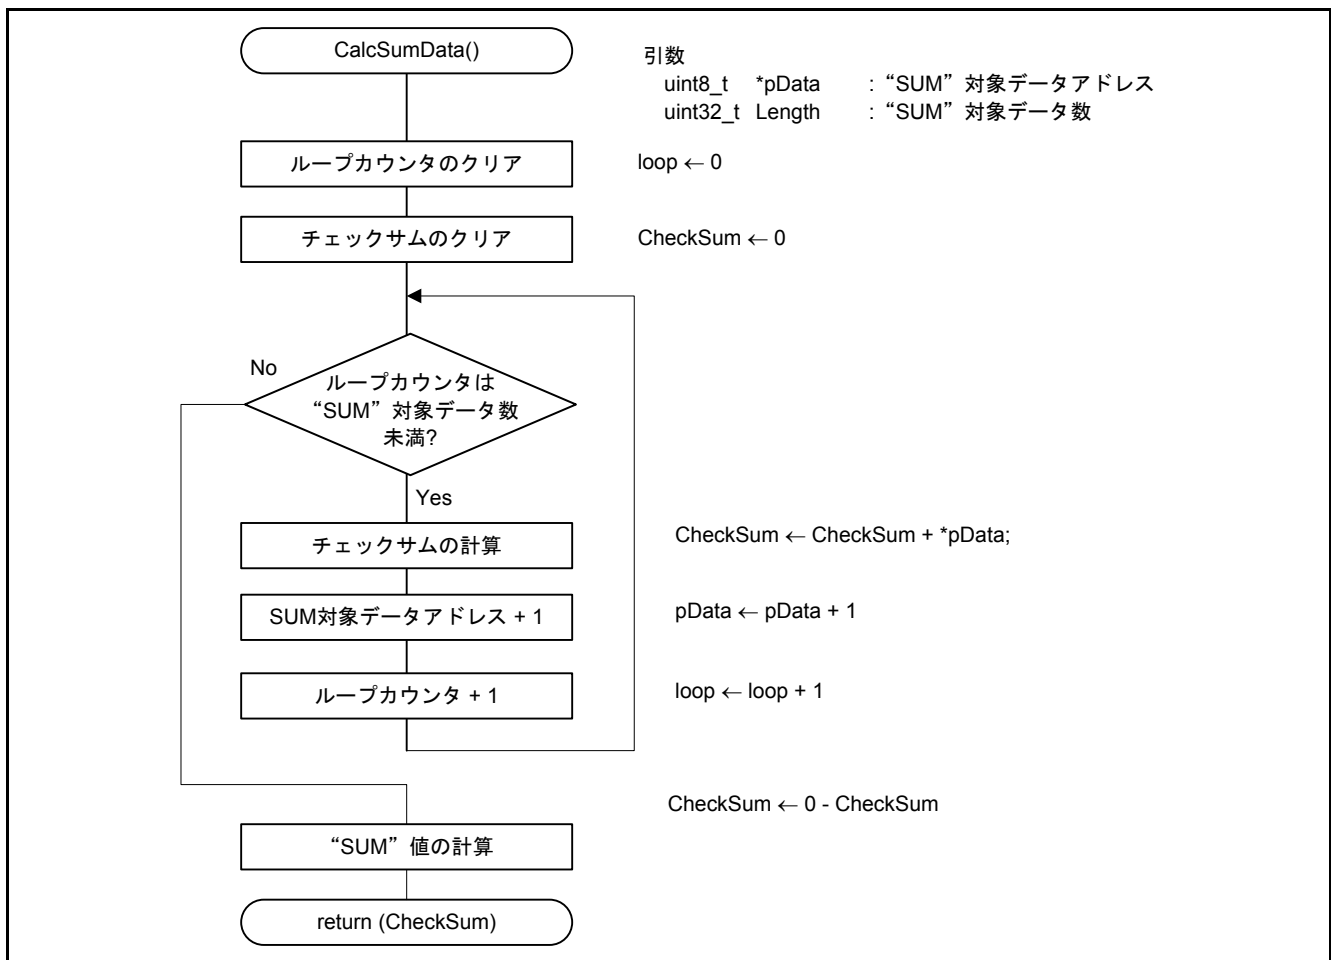 CalcSumData()
引数
uint8_t *pData : “SUM” 対象データアドレス
uint32_t Length : “SUM” 対象データ数
ループカウンタのクリア
loop ← 0
チェックサムのクリア
CheckSum ← 0
No
ループカウンタは
“SUM” 対象データ数
未満?
Yes
チェックサムの計算
CheckSum ← CheckSum + *pData;
SUM対象データアドレス + 1
pData ← pData + 1
ループカウンタ + 1
loop ← loop + 1
CheckSum ← 0 - CheckSum
“SUM” 値の計算
return (CheckSum)